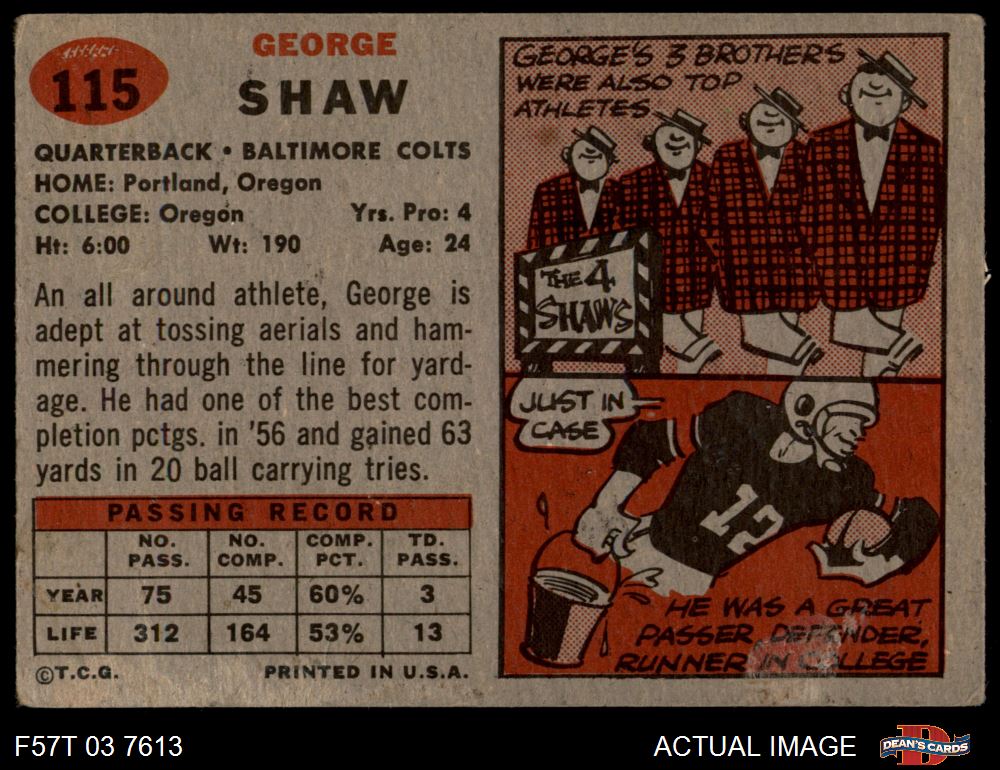 115
GEORGE
SHAW
QUARTERBACK • BALTIMORE COLTS
HOME: Portland, Oregon
COLLEGE: Oregon Yrs. Pro: 4
Ht: 6:00 Wt: 190 Age: 24
An all around athlete, George is
adept at tossing aerials and ham-
mering through the line for yard-
age. He had one of the best com-
pletion pctgs. in '56 and gained 63
yards in 20 ball carrying tries.
PASSING RECORD
NO. PASS. NO. COMP. COMP. PCT. TD. PASS.
YEAR 75 45 60% 3
LIFE 312 164 53% 13
©T.C.G. PRINTED IN U.S.A.
GEORGE'S 3 BROTHERS
WERE ALSO TOP
ATHLETES
THE 4
SHAWS
JUST IN
CASE
12
HE WAS A GREAT
PASSER, DEFENDER,
RUNNER IN COLLEGE
F57T 03 7613
ACTUAL IMAGE
D
DEAN'S CARDS